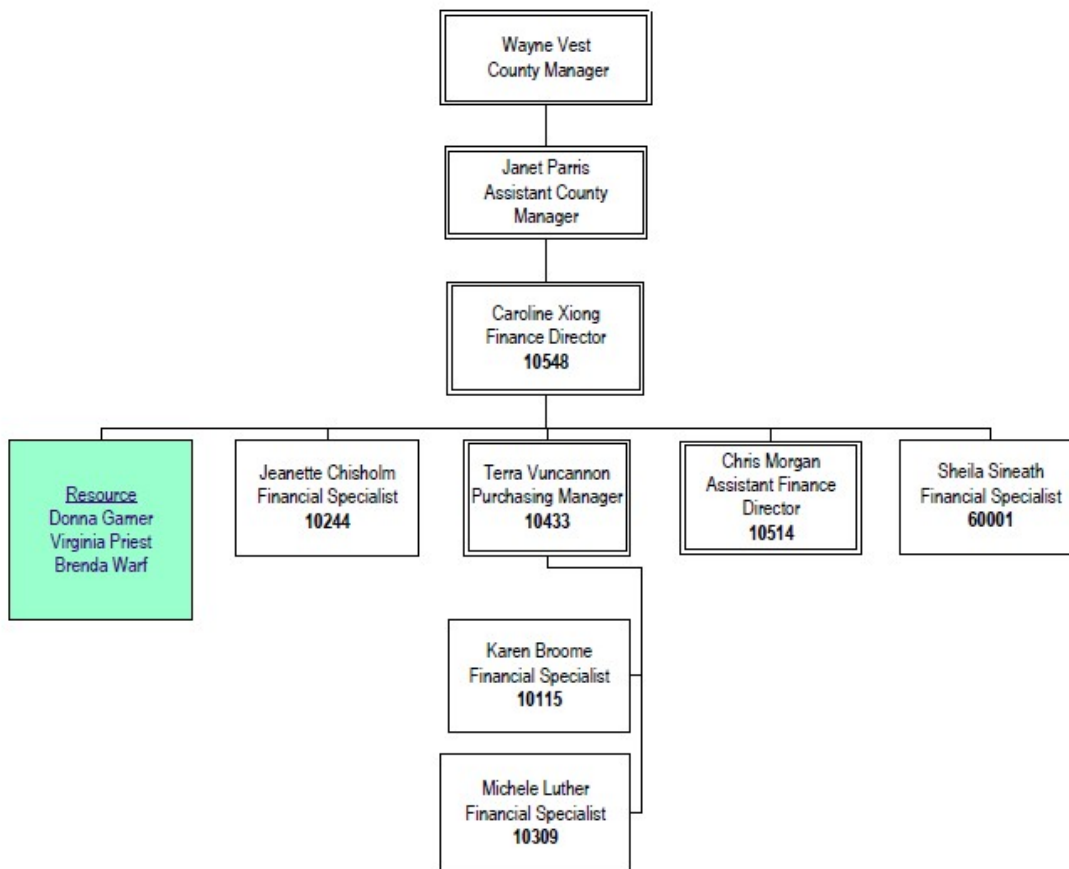 Wayne Vest
County Manager
Janet Parris
Assistant County
Manager
Caroline Xiong
Finance Director
10548
Resource
Donna Garner
Virginia Priest
Brenda Warf
Jeanette Chisholm
Financial Specialist
10244
Terra Vuncannon
Purchasing Manager
10433
Chris Morgan
Assistant Finance
Director
10514
Sheila Sineath
Financial Specialist
60001
Karen Broome
Financial Specialist
10115
Michele Luther
Financial Specialist
10309